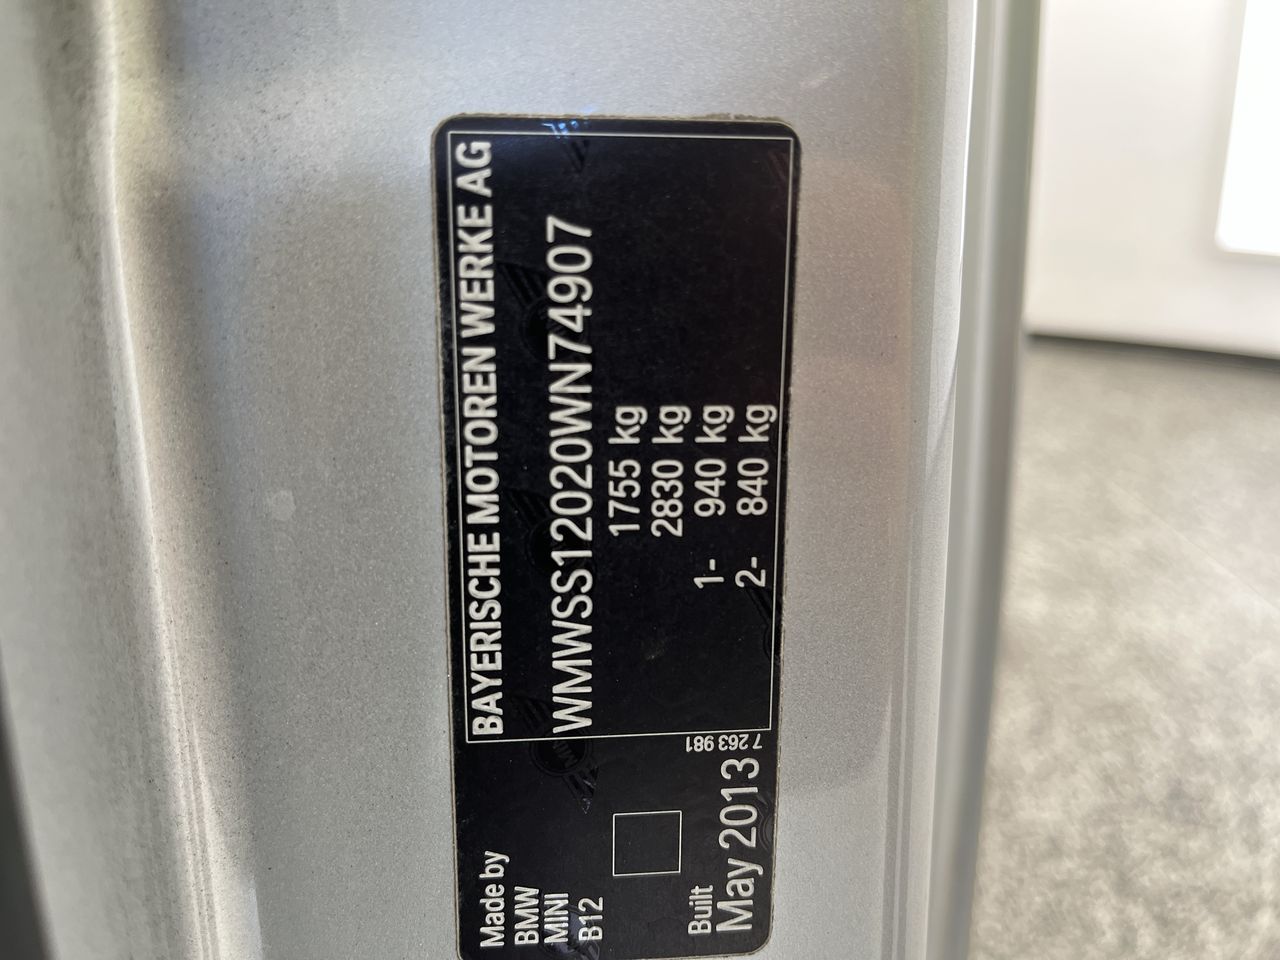 BAYERISCHE MOTOREN WERKE AG
WMWSS12020WN74907
1755 kg
2830 kg
1- 940 kg
2- 840 kg
Made by
BMW
MINI
B12
Built
May 2013
7 263 981
MINI